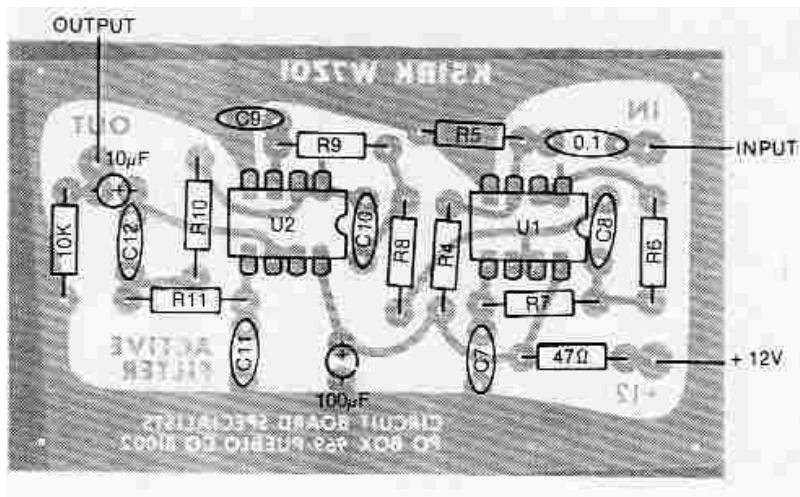 OUTPUT
K5IRK W7ZOI
C9
IN
OUT
R9
R5
0.1
INPUT
10µF
10K
C12
R10
U2
C10
R8
R4
U1
C8
R6
R11
R7
ACTIVE
FILTER
C11
100µF
C7
47Ω
+ 12V
+12
CIRCUIT BOARD SPECIALISTS
PO BOX 969-PUEBLO CO 81002